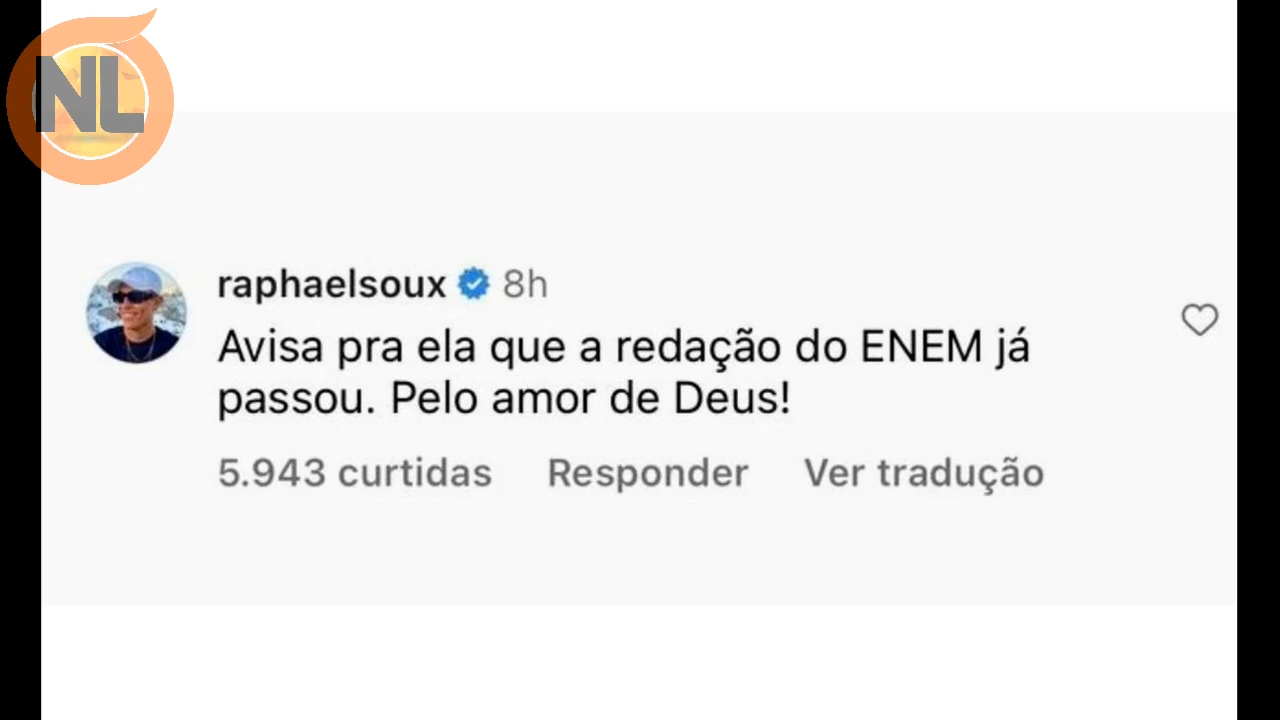 NL
raphaelsoux 8h
Avisa pra ela que a redação do ENEM já
passou. Pelo amor de Deus!
5.943 curtidas Responder Ver tradução